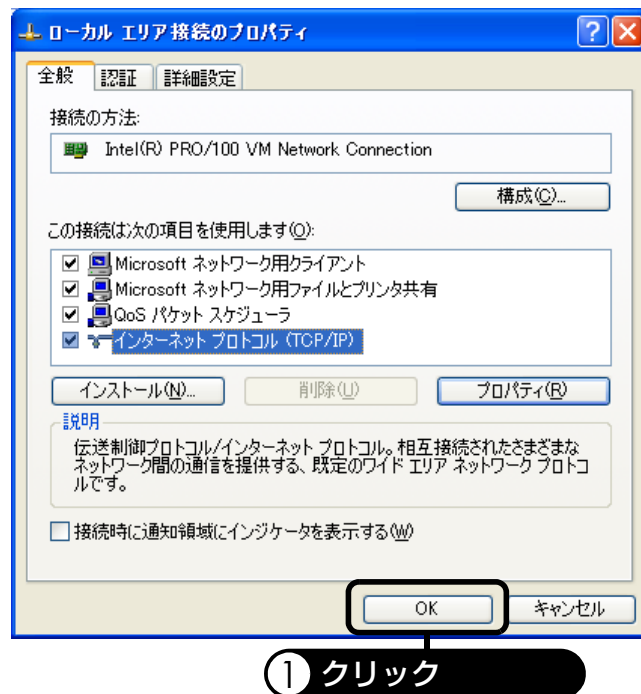 ローカル エリア接続のプロパティ
全般 認証 詳細設定
接続の方法:
Intel(R) PRO/100 VM Network Connection
構成(C)...
この接続は次の項目を使用します(O):
Microsoft ネットワーク用クライアント
Microsoft ネットワーク用ファイルとプリンタ共有
QoS パケット スケジューラ
インターネット プロトコル (TCP/IP)
インストール(N)... 削除(U) プロパティ(R)
説明
伝送制御プロトコル/インターネット プロトコル。相互接続されたさまざまな
ネットワーク間の通信を提供する、既定のワイド エリア ネットワーク プロトコ
ルです。
接続時に通知領域にインジケータを表示する(W)
OK キャンセル
① クリック